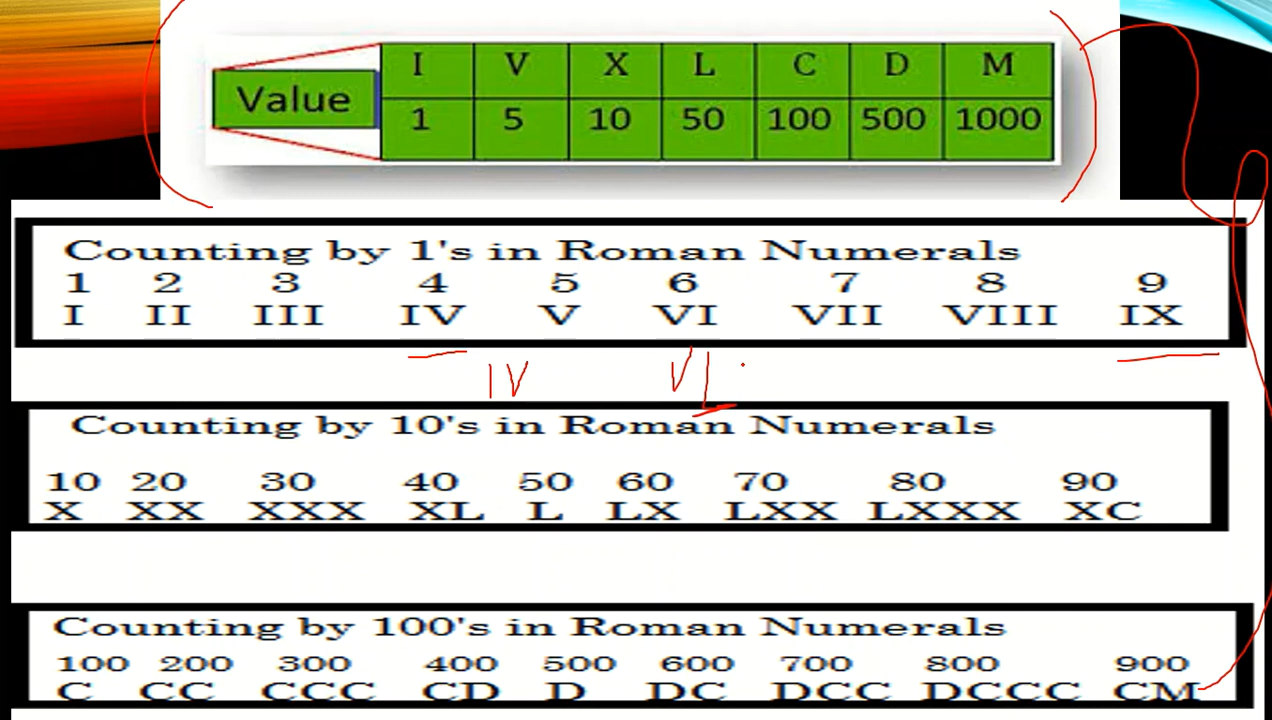 I V X L C D M
Value
1 5 10 50 100 500 1000
Counting by 1's in Roman Numerals
1 2 3 4 5 6 7 8 9
I II III IV V VI VII VIII IX
IV VI
Counting by 10's in Roman Numerals
10 20 30 40 50 60 70 80 90
X XX XXX XL L LX LXX LXXX XC
Counting by 100's in Roman Numerals
100 200 300 400 500 600 700 800 900
C CC CCC CD D DC DCC DCCC CM